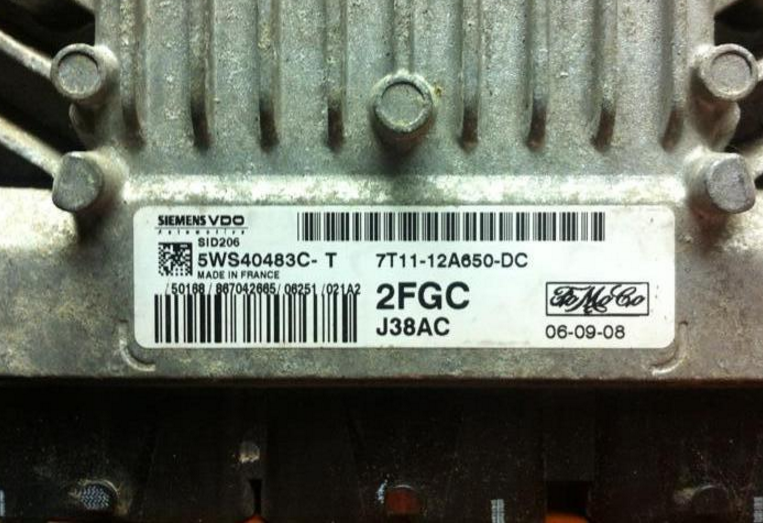 SIEMENS VDO
Automotive
SID206
5WS40483C- T
MADE IN FRANCE
/50168 / 867042665/ 06251 /021A2
7T11-12A650-DC
2FGC
J38AC
FoMoCo
06-09-08